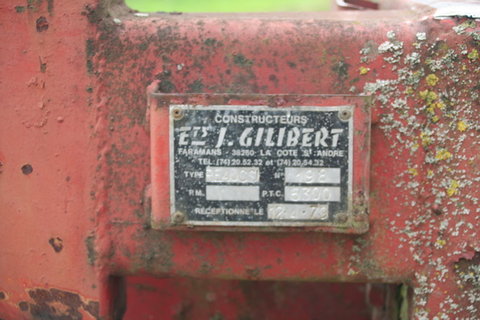 CONSTRUCTEURS
ETS J. GILIBERT
FARAMANS - 38260 LA COTE ST ANDRE
TEL: (74) 20.52.32 et (74) 20.54.32
TYPE N° 98
P.M. P.T.C.
RECEPTIONNE LE